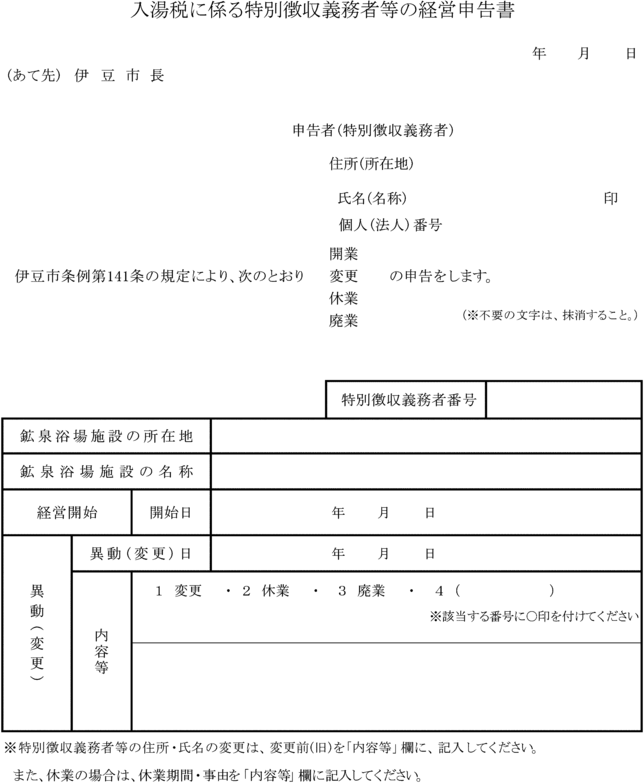 入湯税に係る特別徴収義務者等の経営申告書
年 月 日
(あて先) 伊 豆 市 長
申告者(特別徴収義務者)
住所(所在地)
氏名(名称) 印
個人(法人)番号
開業
伊豆市条例第141条の規定により、次のとおり 変更 の申告をします。
休業
廃業 (※不要の文字は、抹消すること。)
特別徴収義務者番号
鉱泉浴場施設の所在地
鉱泉浴場施設の名称
経営開始 開始日 年 月 日
異動(変更) 異動(変更)日 年 月 日
内容等 1 変更 ・ 2 休業 ・ 3 廃業 ・ 4 ( )
※該当する番号に○印を付けてください
※特別徴収義務者等の住所・氏名の変更は、変更前(旧)を「内容等」欄に、記入してください。
また、休業の場合は、休業期間・事由を「内容等」欄に記入してください。